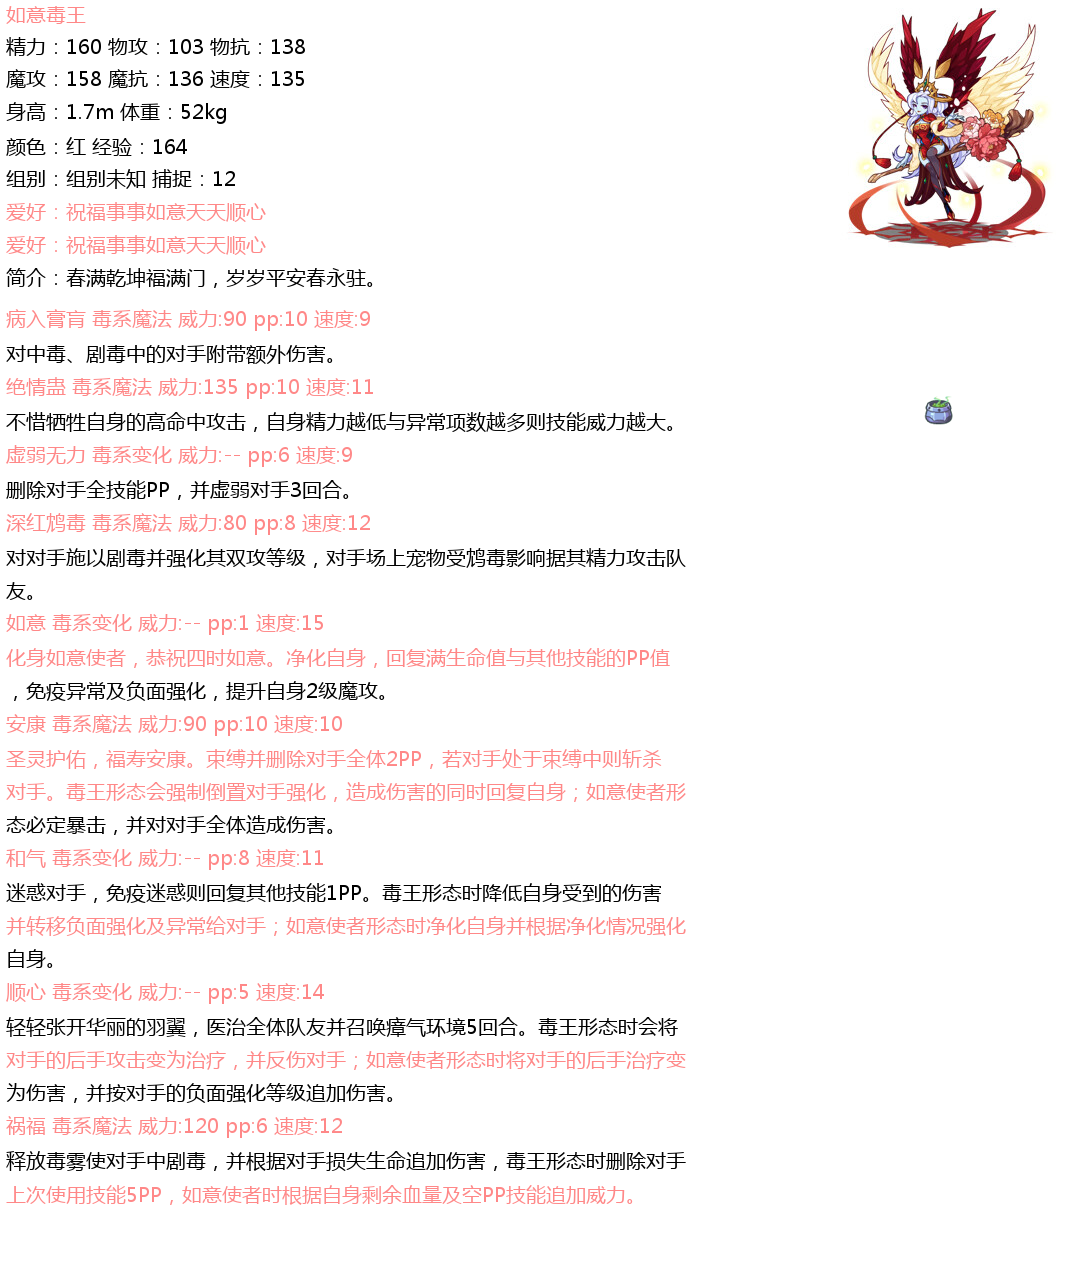 如意毒王
精力：160 物攻：103 物抗：138
魔攻：158 魔抗：136 速度：135
身高：1.7m 体重：52kg
颜色：红 经验：164
组别：组别未知 捕捉：12
爱好：祝福事事如意天天顺心
爱好：祝福事事如意天天顺心
简介：春满乾坤福满门，岁岁平安春永驻。
病入膏肓 毒系魔法 威力:90 pp:10 速度:9
对中毒、剧毒中的对手附带额外伤害。
绝情蛊 毒系魔法 威力:135 pp:10 速度:11
不惜牺牲自身的高命中攻击，自身精力越低与异常项数越多则技能威力越大。
虚弱无力 毒系变化 威力:-- pp:6 速度:9
删除对手全技能PP，并虚弱对手3回合。
深红鸩毒 毒系魔法 威力:80 pp:8 速度:12
对对手施以剧毒并强化其双攻等级，对手场上宠物受鸩毒影响据其精力攻击队
友。
如意 毒系变化 威力:-- pp:1 速度:15
化身如意使者，恭祝四时如意。净化自身，回复满生命值与其他技能的PP值
，免疫异常及负面强化，提升自身2级魔攻。
安康 毒系魔法 威力:90 pp:10 速度:10
圣灵护佑，福寿安康。束缚并删除对手全体2PP，若对手处于束缚中则斩杀
对手。毒王形态会强制倒置对手强化，造成伤害的同时回复自身；如意使者形
态必定暴击，并对对手全体造成伤害。
和气 毒系变化 威力:-- pp:8 速度:11
迷惑对手，免疫迷惑则回复其他技能1PP。毒王形态时降低自身受到的伤害
并转移负面强化及异常给对手；如意使者形态时净化自身并根据净化情况强化
自身。
顺心 毒系变化 威力:-- pp:5 速度:14
轻轻张开华丽的羽翼，医治全体队友并召唤瘴气环境5回合。毒王形态时会将
对手的后手攻击变为治疗，并反伤对手；如意使者形态时将对手的后手治疗变
为伤害，并按对手的负面强化等级追加伤害。
祸福 毒系魔法 威力:120 pp:6 速度:12
释放毒雾使对手中剧毒，并根据对手损失生命追加伤害，毒王形态时删除对手
上次使用技能5PP，如意使者时根据自身剩余血量及空PP技能追加威力。